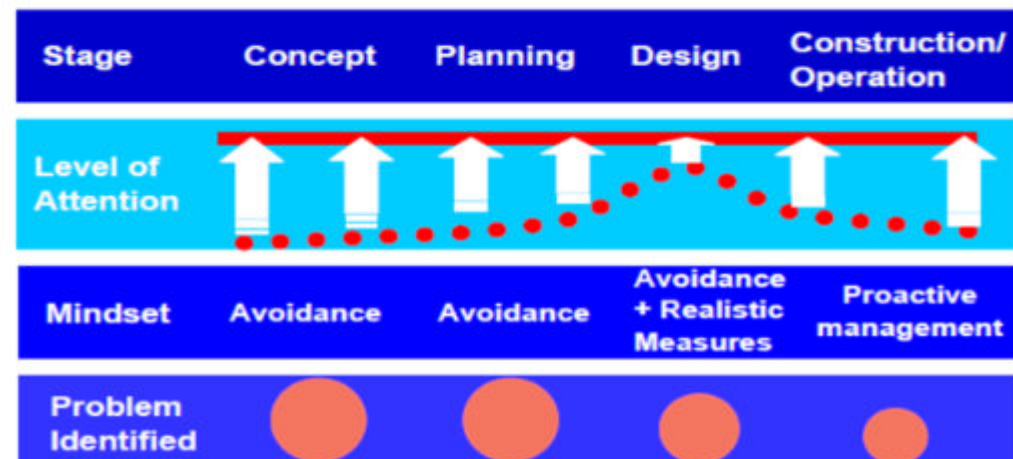 Stage Concept Planning Design Construction/
Operation
Level of
Attention
Mindset Avoidance Avoidance Avoidance
+ Realistic
Measures Proactive
management
Problem
Identified